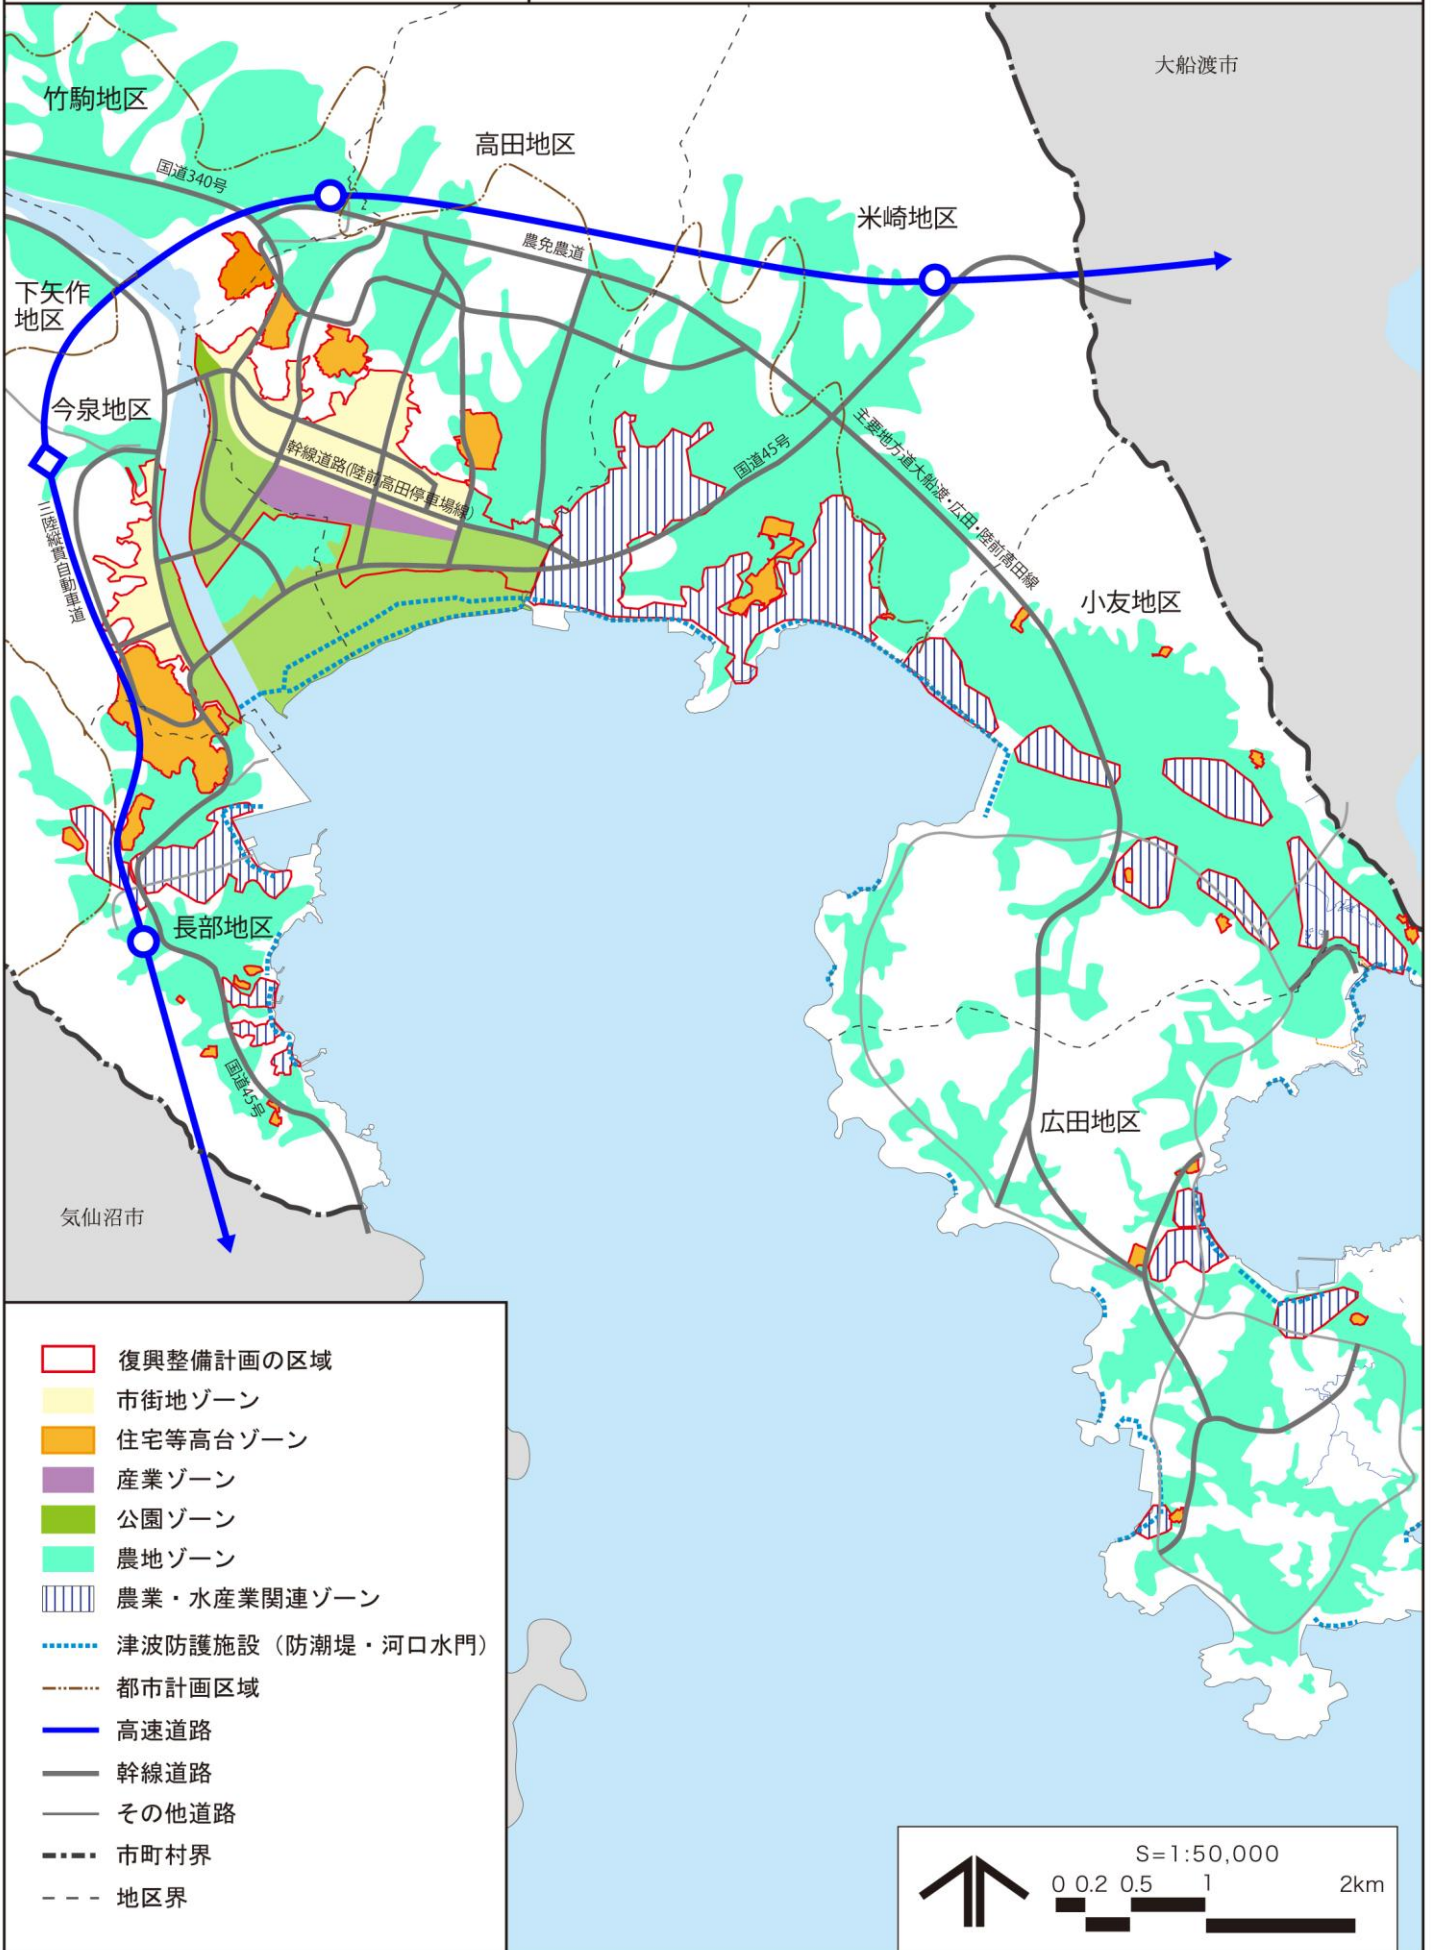 大船渡市
竹駒地区
高田地区
国道340号
米崎地区
農免農道
下矢作
地区
今泉地区
主要地方道大船渡・広田・陸前高田線
国道45号
幹線道路(陸前高田停車場線)
三陸縦貫自動車道
小友地区
長部地区
国道45号
広田地区
気仙沼市
復興整備計画の区域
市街地ゾーン
住宅等高台ゾーン
産業ゾーン
公園ゾーン
農地ゾーン
農業・水産業関連ゾーン
津波防護施設（防潮堤・河口水門）
都市計画区域
高速道路
幹線道路
その他道路
市町村界
地区界
S=1:50,000
0 0.2 0.5 1 2km